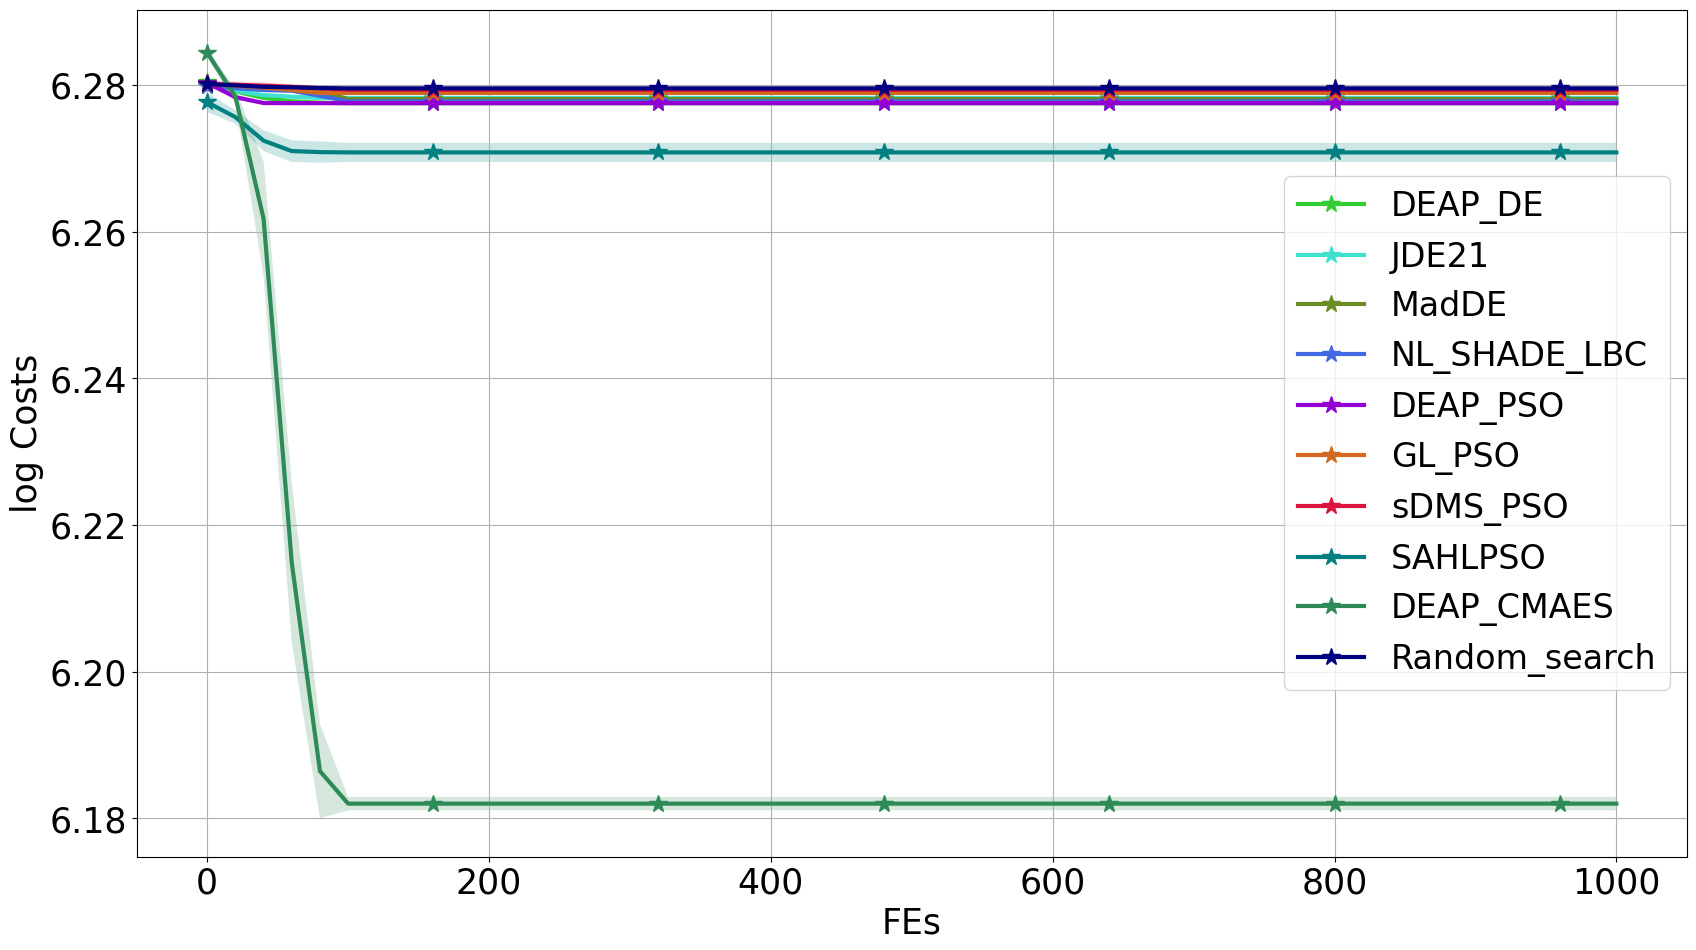 6.28
6.26
6.24
6.22
6.20
6.18
log Costs
0
200
400
600
800
1000
FEs
DEAP_DE
JDE21
MadDE
NL_SHADE_LBC
DEAP_PSO
GL_PSO
sDMS_PSO
SAHLPSO
DEAP_CMAES
Random_search